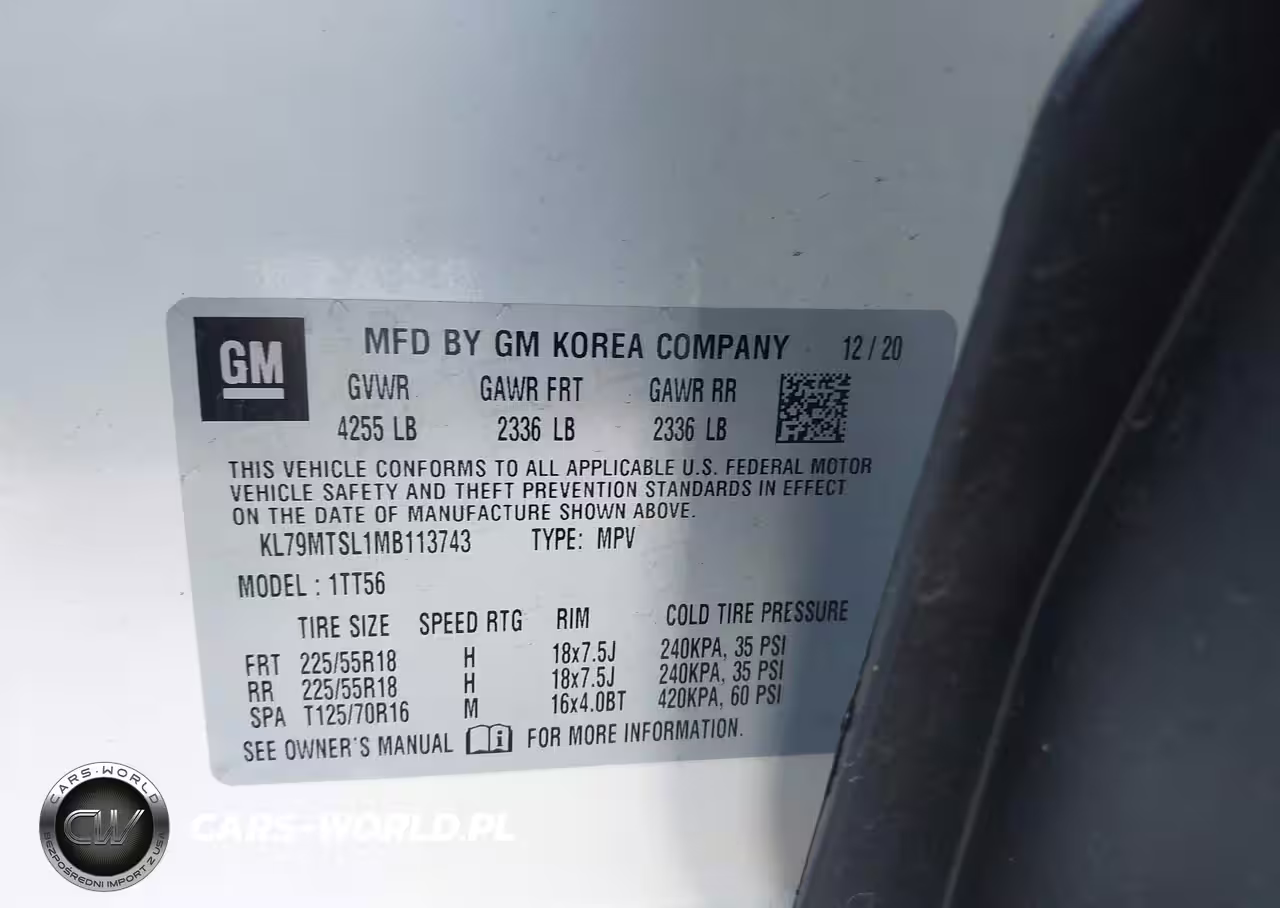 GM
MFD BY GM KOREA COMPANY 12/20
GVWR GAWR FRT GAWR RR
4255 LB 2336 LB 2336 LB
THIS VEHICLE CONFORMS TO ALL APPLICABLE U.S. FEDERAL MOTOR
VEHICLE SAFETY AND THEFT PREVENTION STANDARDS IN EFFECT
ON THE DATE OF MANUFACTURE SHOWN ABOVE.
KL79MTSL1MB113743 TYPE: MPV
MODEL : 1TT56
TIRE SIZE SPEED RTG RIM COLD TIRE PRESSURE
FRT 225/55R18 H 18x7.5J 240KPA, 35 PSI
RR 225/55R18 H 18x7.5J 240KPA, 35 PSI
SPA T125/70R16 M 16x4.0BT 420KPA, 60 PSI
SEE OWNER'S MANUAL i FOR MORE INFORMATION.
CARS-WORLD
CW
BEZPOŚREDNI IMPORT Z USA
CARS-WORLD.PL